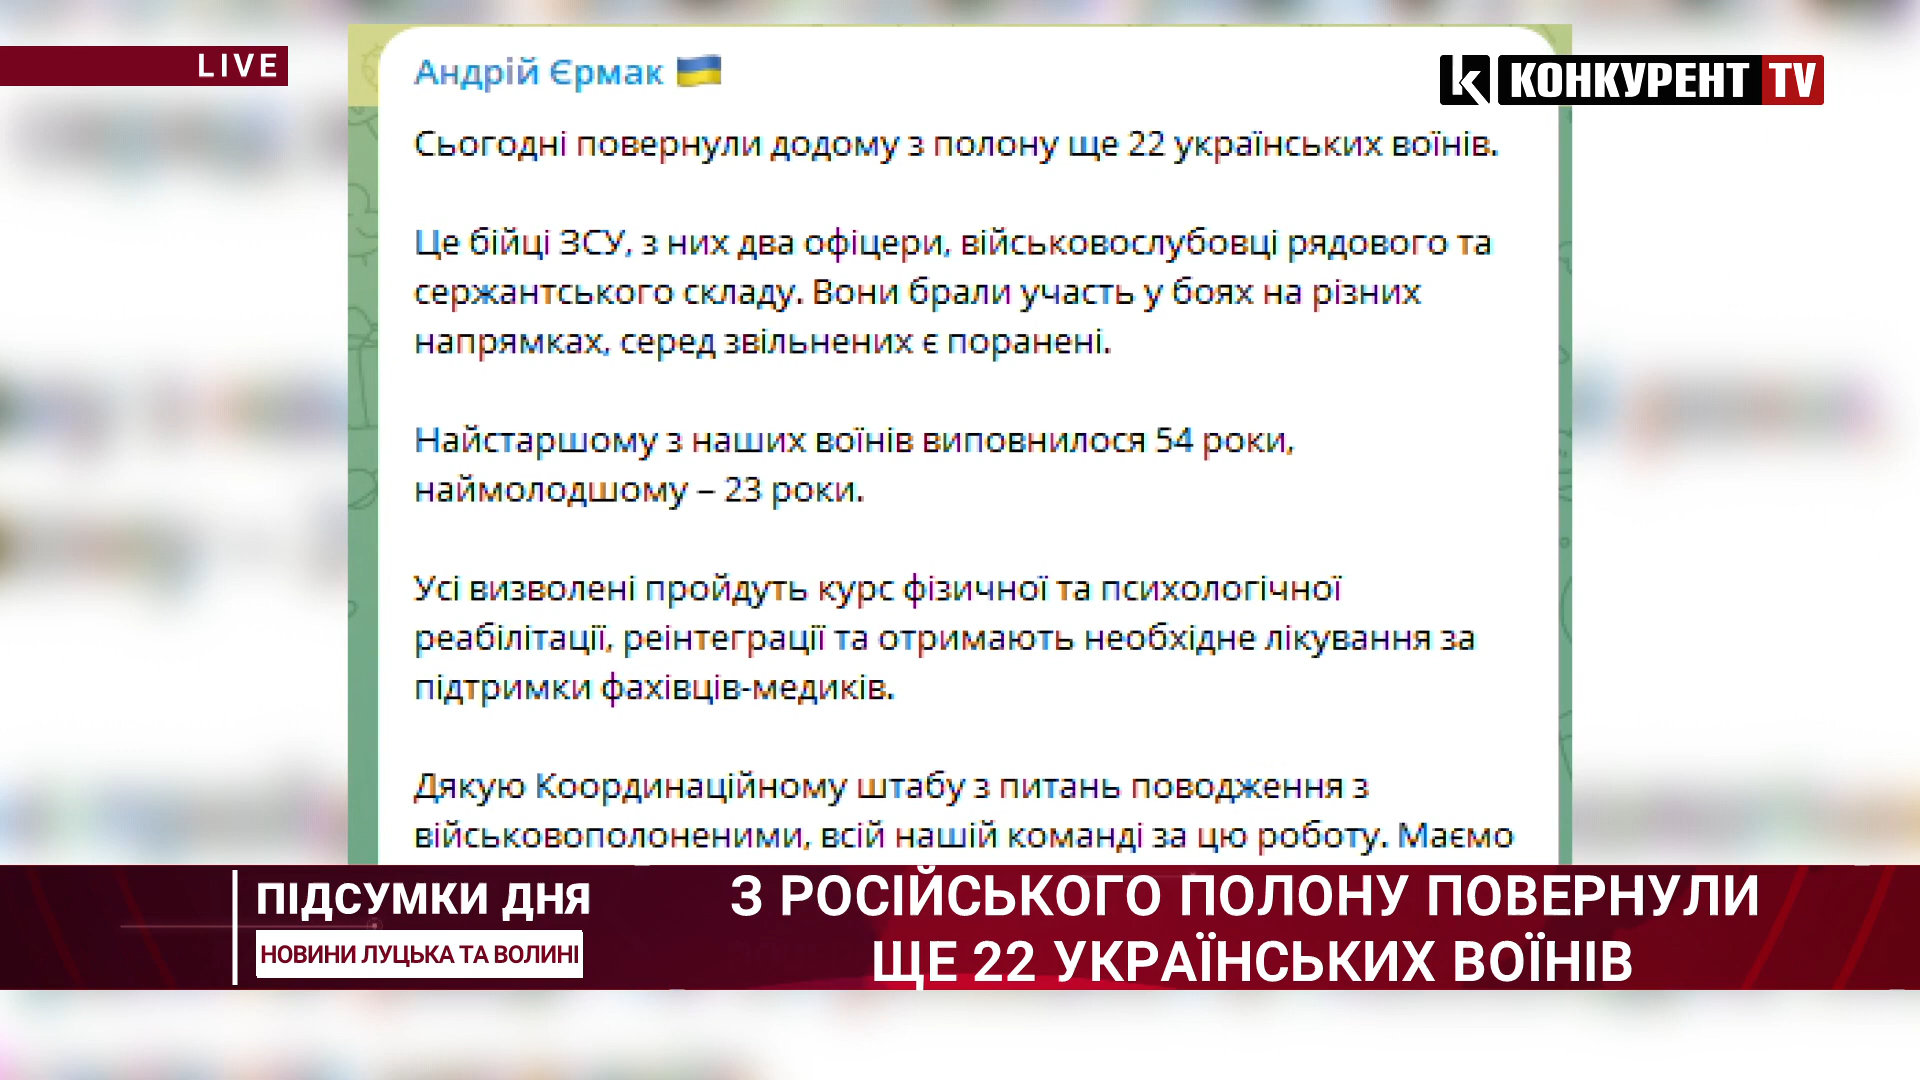 LIVE
КОНКУРЕНТ TV
Андрій Єрмак
Сьогодні повернули додому з полону ще 22 українських воїнів.
Це бійці ЗСУ, з них два офіцери, військовослубовці рядового та
сержантського складу. Вони брали участь у боях на різних
напрямках, серед звільнених є поранені.
Найстаршому з наших воїнів виповнилося 54 роки,
наймолодшому – 23 роки.
Усі визволені пройдуть курс фізичної та психологічної
реабілітації, реінтеграції та отримають необхідне лікування за
підтримки фахівців-медиків.
Дякую Координаційному штабу з питань поводження з
військовополоненими, всій нашій команді за цю роботу. Маємо
ПІДСУМКИ ДНЯ
НОВИНИ ЛУЦЬКА ТА ВОЛИНІ
З РОСІЙСЬКОГО ПОЛОНУ ПОВЕРНУЛИ
ЩЕ 22 УКРАЇНСЬКИХ ВОЇНІВ